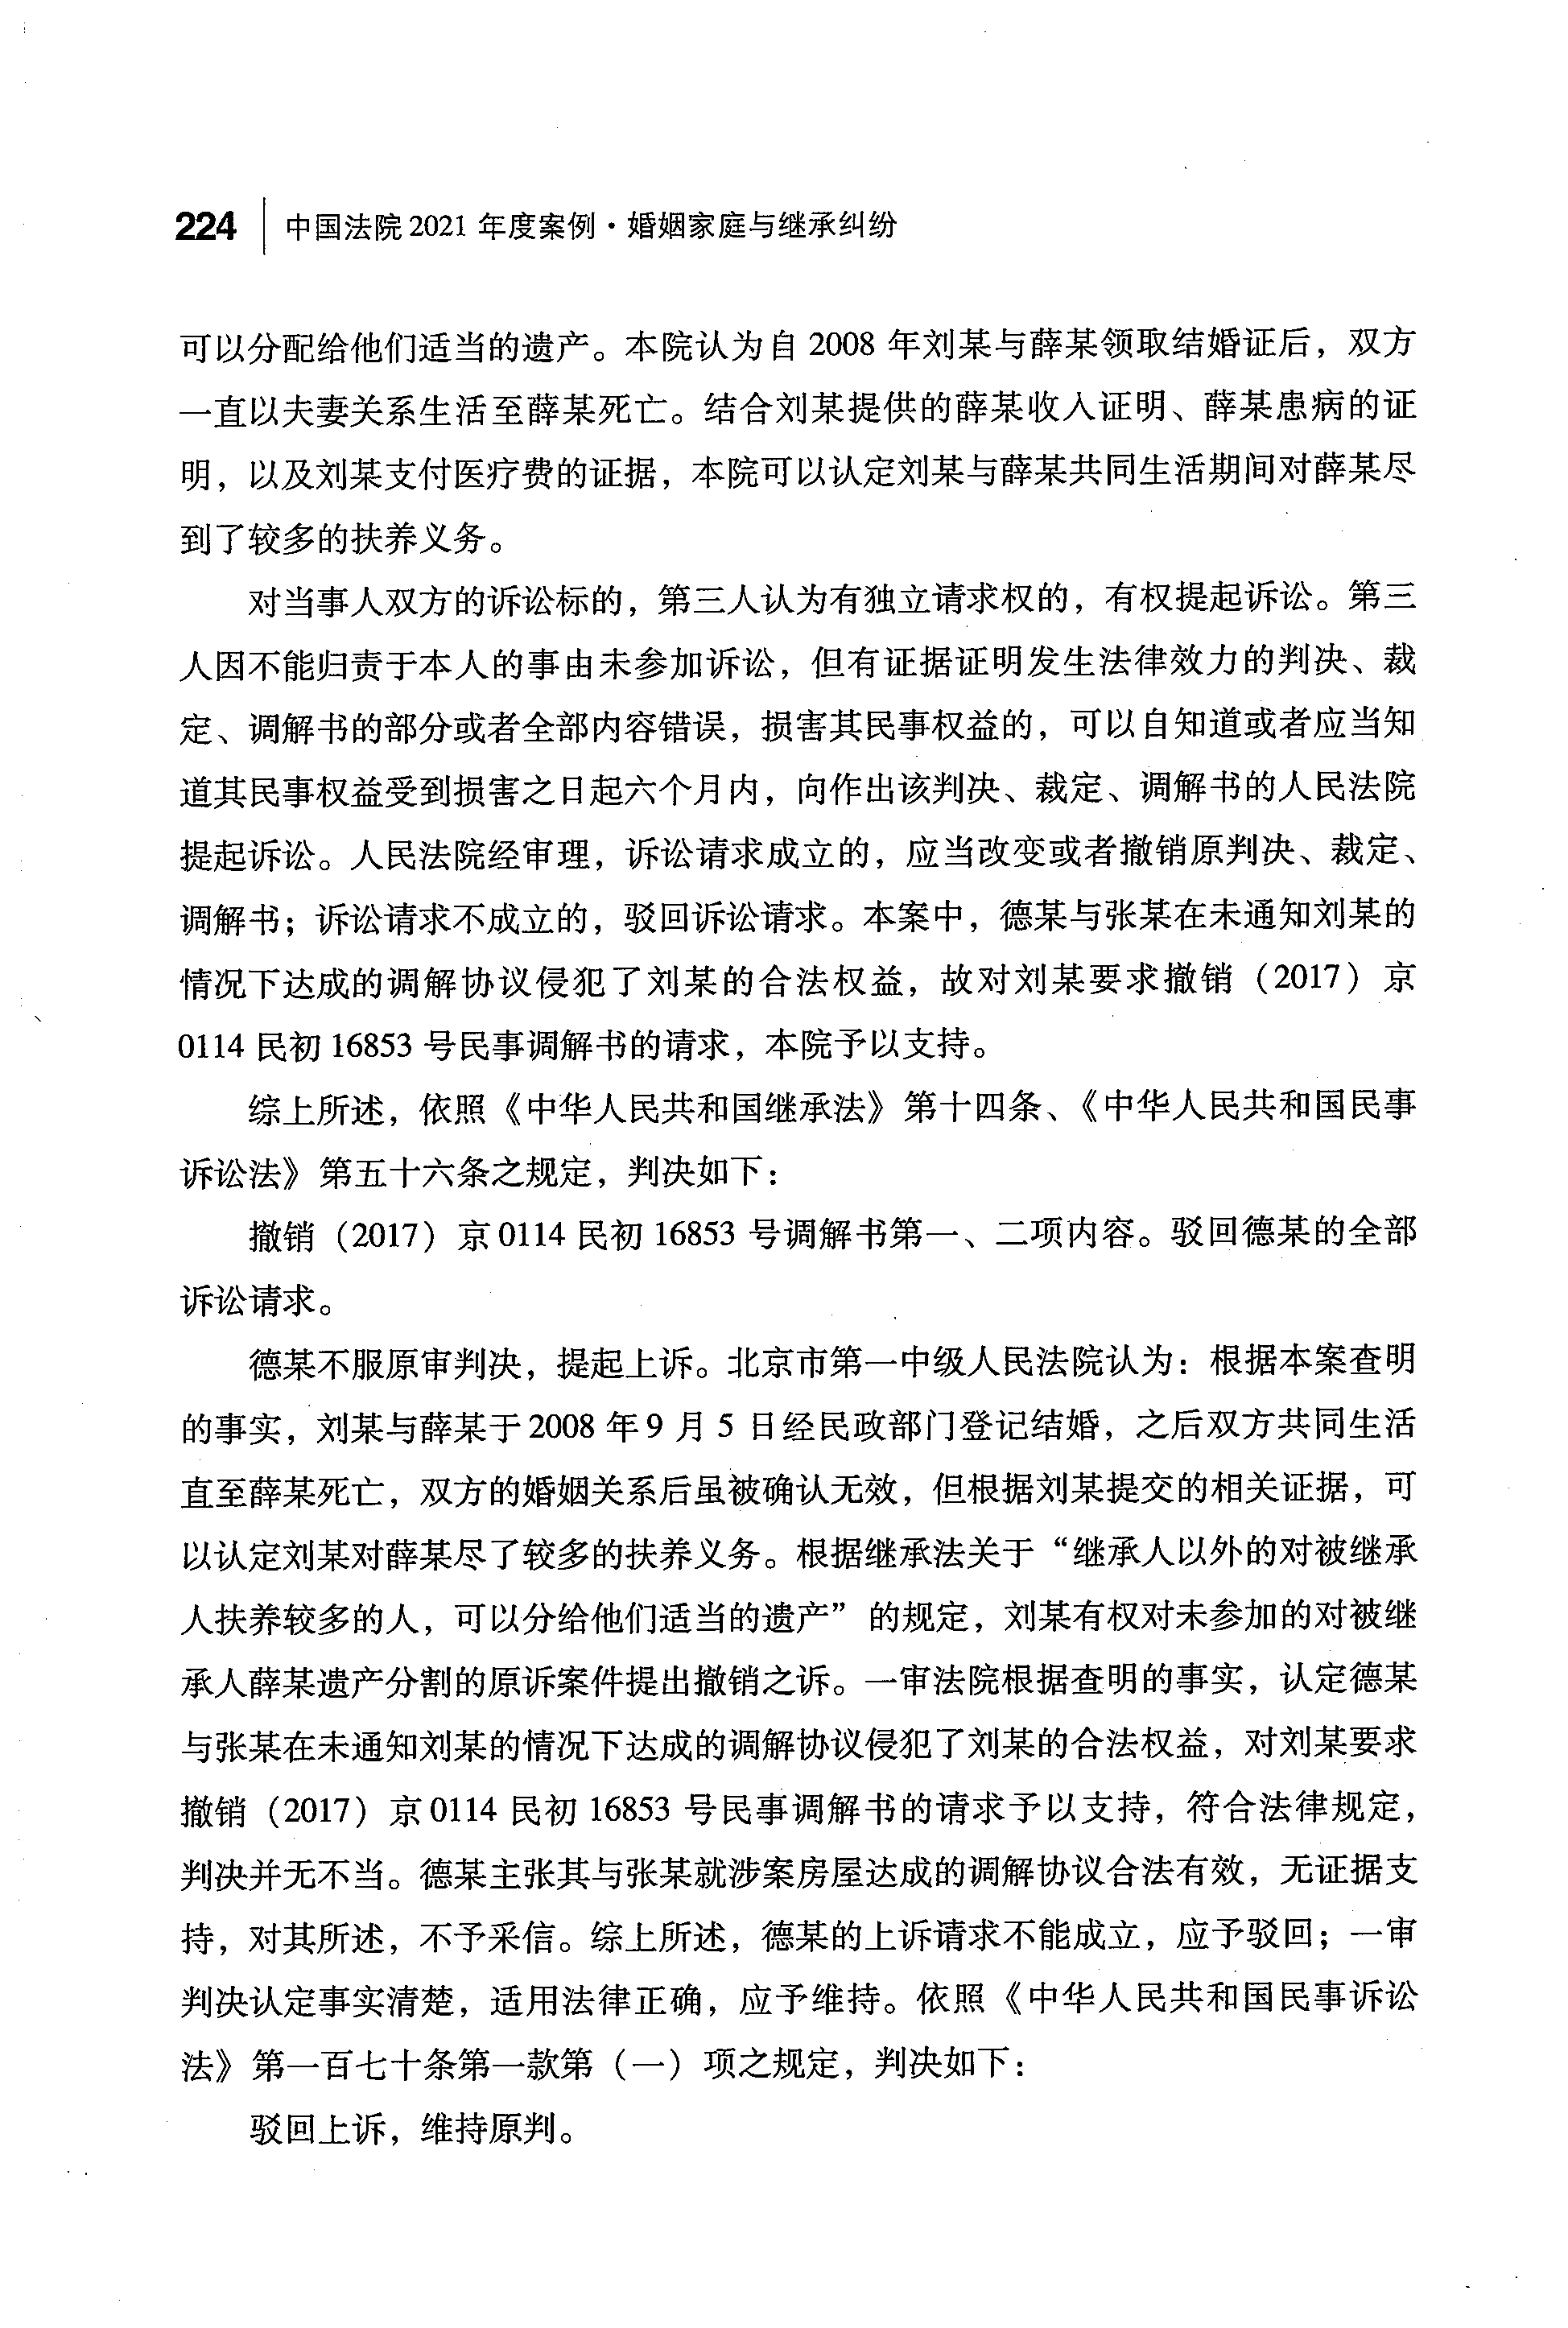 224 中国法院 2021 年度案例·婚姻家庭与继承纠纷
可以分配给他们适当的遗产。本院认为自 2008 年刘某与薛某领取结婚证后，双方
一直以夫妻关系生活至薛某死亡。结合刘某提供的薛某收入证明、薛某患病的证
明，以及刘某支付医疗费的证据，本院可以认定刘某与薛某共同生活期间对薛某尽
到了较多的扶养义务。
对当事人双方的诉讼标的，第三人认为有独立请求权的，有权提起诉讼。第三
人因不能归责于本人的事由未参加诉讼，但有证据证明发生法律效力的判决、裁
定、调解书的部分或者全部内容错误，损害其民事权益的，可以自知道或者应当知
道其民事权益受到损害之日起六个月内，向作出该判决、裁定、调解书的人民法院
提起诉讼。人民法院经审理，诉讼请求成立的，应当改变或者撤销原判决、裁定、
调解书；诉讼请求不成立的，驳回诉讼请求。本案中，德某与张某在未通知刘某的
情况下达成的调解协议侵犯了刘某的合法权益，故对刘某要求撤销（2017）京
0114 民初 16853 号民事调解书的请求，本院予以支持。
综上所述，依照《中华人民共和国继承法》第十四条、《中华人民共和国民事
诉讼法》第五十六条之规定，判决如下：
撤销（2017）京 0114 民初 16853 号调解书第一、二项内容。驳回德某的全部
诉讼请求。
德某不服原审判决，提起上诉。北京市第一中级人民法院认为：根据本案查明
的事实，刘某与薛某于 2008 年 9 月 5 日经民政部门登记结婚，之后双方共同生活
直至薛某死亡，双方的婚姻关系后虽被确认无效，但根据刘某提交的相关证据，可
以认定刘某对薛某尽了较多的扶养义务。根据继承法关于“继承人以外的对被继承
人扶养较多的人，可以分给他们适当的遗产”的规定，刘某有权对未参加的对被继
承人薛某遗产分割的原诉案件提出撤销之诉。一审法院根据查明的事实，认定德某
与张某在未通知刘某的情况下达成的调解协议侵犯了刘某的合法权益，对刘某要求
撤销（2017）京 0114 民初 16853 号民事调解书的请求予以支持，符合法律规定，
判决并无不当。德某主张其与张某就涉案房屋达成的调解协议合法有效，无证据支
持，对其所述，不予采信。综上所述，德某的上诉请求不能成立，应予驳回；一审
判决认定事实清楚，适用法律正确，应予维持。依照《中华人民共和国民事诉讼
法》第一百七十条第一款第（一）项之规定，判决如下：
驳回上诉，维持原判。